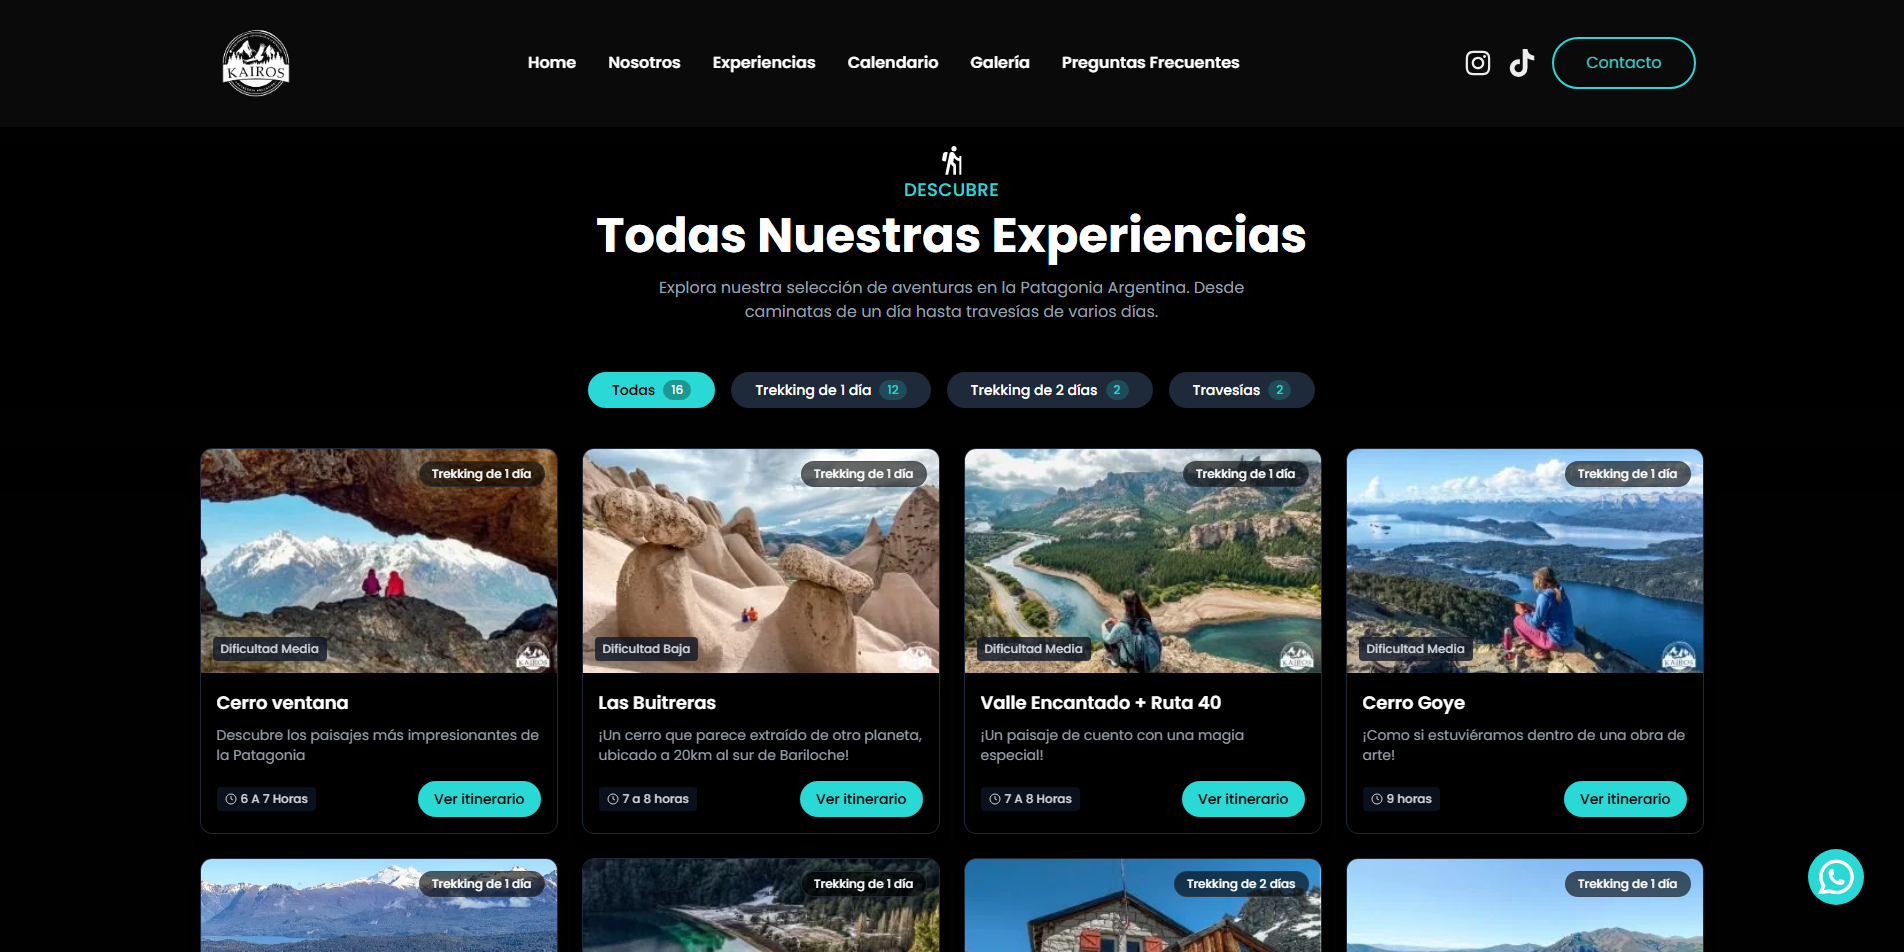 KAIROS
Home
Nosotros
Experiencias
Calendario
Galería
Preguntas Frecuentes
Contacto
DESCUBRE
Todas Nuestras Experiencias
Explora nuestra selección de aventuras en la Patagonia Argentina. Desde
caminatas de un día hasta travesías de varios días.
Todas 16
Trekking de 1 día 12
Trekking de 2 días 2
Travesías 2
Trekking de 1 día
Dificultad Media
KAIROS
Cerro ventana
Descubre los paisajes más impresionantes de
la Patagonia
6 A 7 Horas
Ver itinerario
Trekking de 1 día
Dificultad Baja
KAIROS
Las Buitreras
¡Un cerro que parece extraído de otro planeta,
ubicado a 20km al sur de Bariloche!
7 a 8 horas
Ver itinerario
Trekking de 1 día
Dificultad Media
KAIROS
Valle Encantado + Ruta 40
¡Un paisaje de cuento con una magia
especial!
7 A 8 Horas
Ver itinerario
Trekking de 1 día
Dificultad Media
KAIROS
Cerro Goye
¡Como si estuviéramos dentro de una obra de
arte!
9 horas
Ver itinerario
Trekking de 1 día
Trekking de 1 día
Trekking de 2 días
Trekking de 1 día